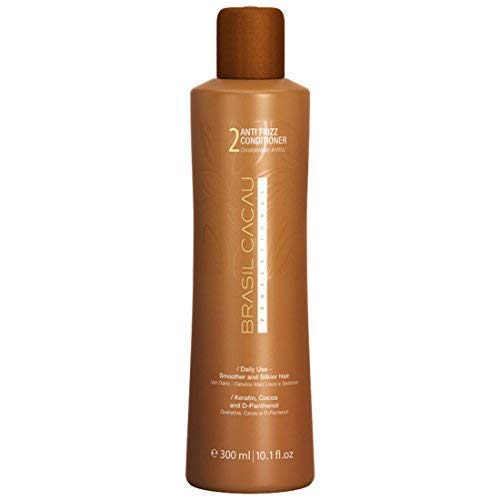 2 ANTI FRIZZ
CONDITIONER
Condicionador Antifriz
BRASIL CACAU
PROFESSIONAL
/ Daily Use -
Smoother and Silkier Hair
Uso Diário - Cabelos Mais Lisos e Sedosos
/ Keratin, Cocoa
and D-Panthenol
Queratina, Cacau e D-Pantenol
e 300 ml | 10.1 fl.oz